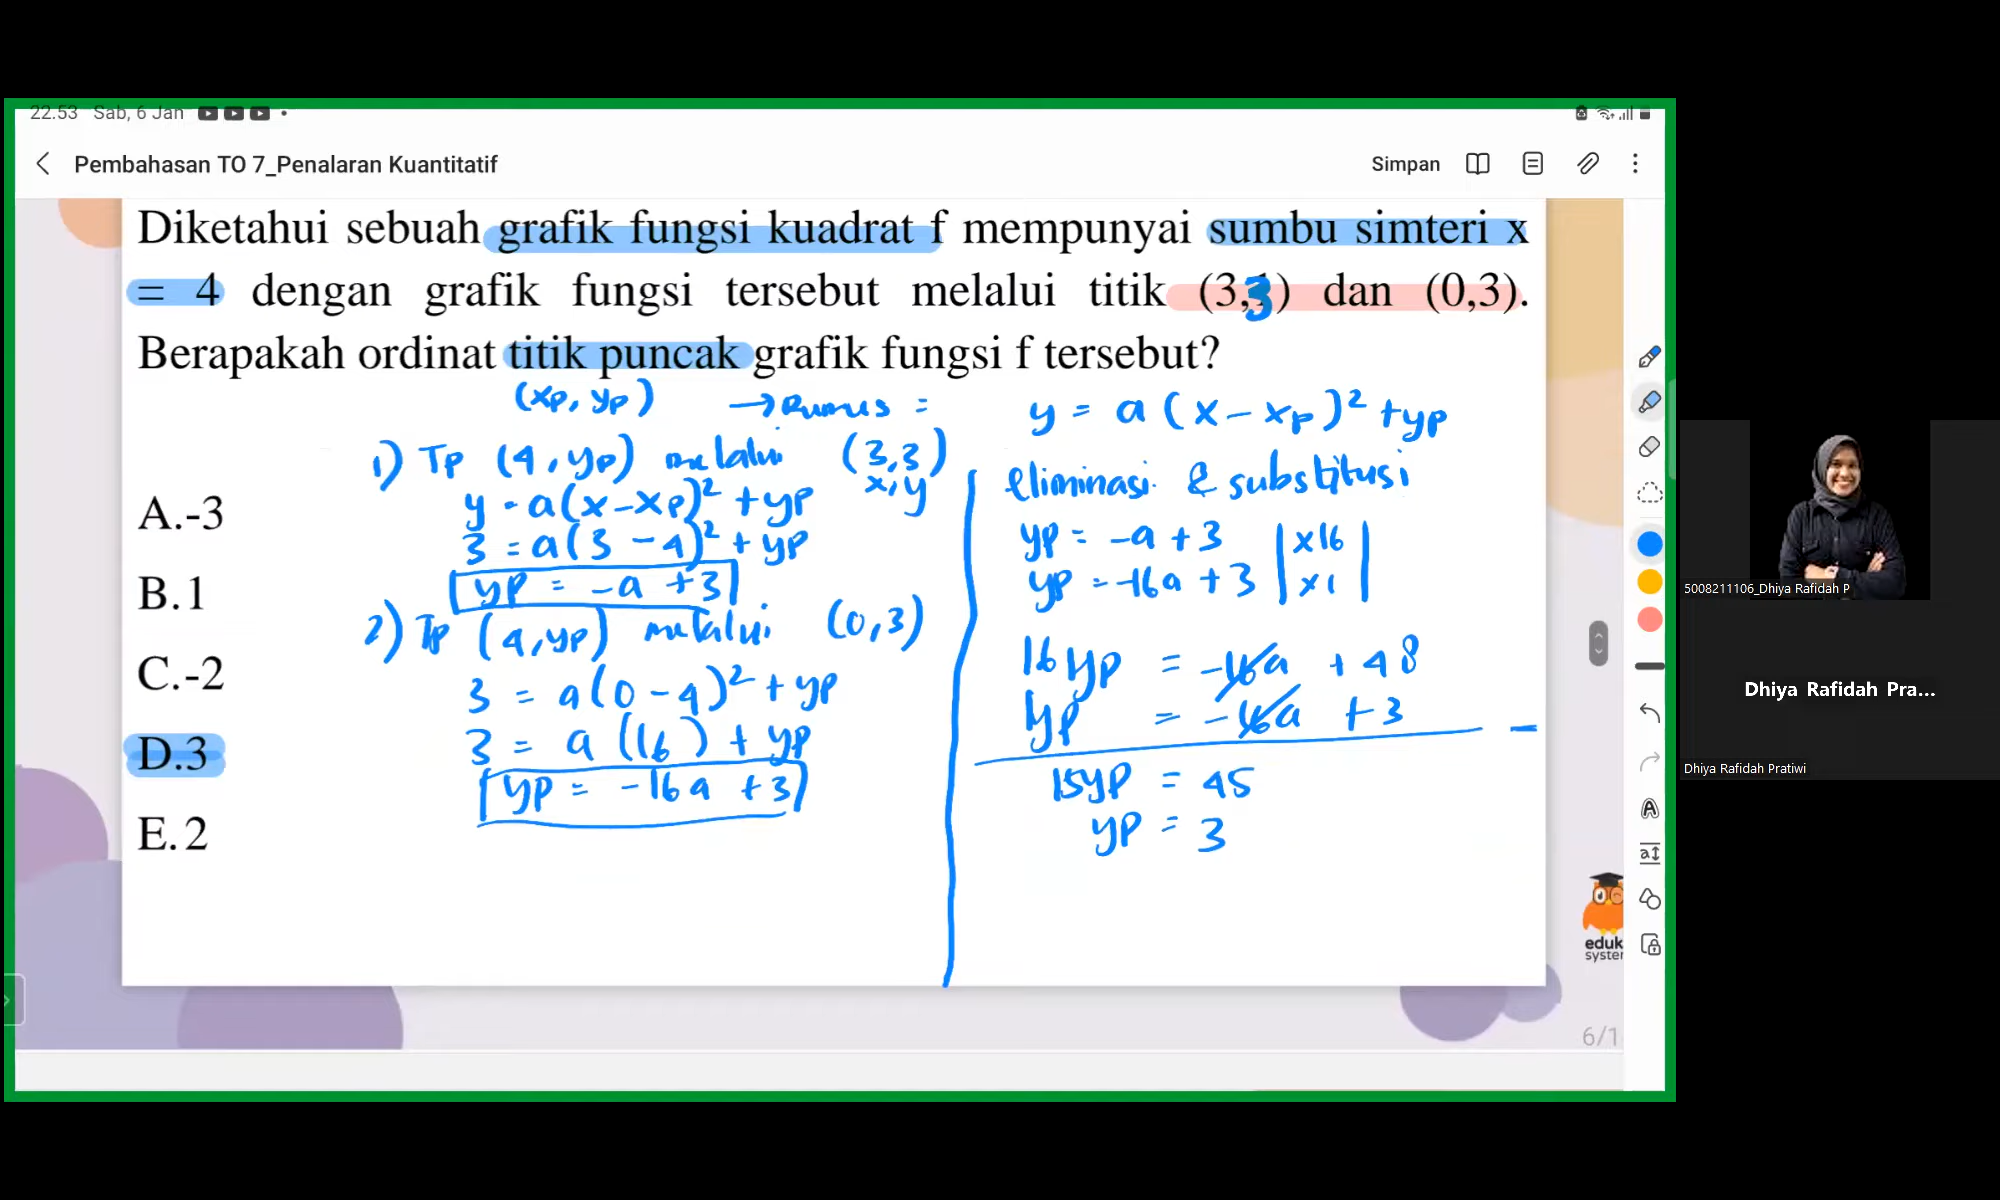 22.53 Sab, 6 Jan
Pembahasan TO 7_Penalaran Kuantitatif
Simpan
Diketahui sebuah grafik fungsi kuadrat f mempunyai sumbu simteri x
= 4 dengan grafik fungsi tersebut melalui titik (3,3) dan (0,3).
Berapakah ordinat titik puncak grafik fungsi f tersebut?
(xp, yp) → Rumus = y = a (x - xp)² + yp
1) Tp (4, yp) melalui (3,3)
x,y
y = a(x-xp)² + yp
3 = a(3 - 4)² + yp
yp = -a + 3
2) Tp (4, yp) melalui (0,3)
3 = a(0 - 4)² + yp
3 = a (16) + yp
yp = -16a + 3
A.-3
B.1
C.-2
D.3
E.2
eliminasi & substitusi
yp = -a + 3 | x16 |
yp = -16a + 3 | x1 |
16yp = -16a + 48
yp = -16a + 3 -
15yp = 45
yp = 3
eduk
syster
6/1
5008211106_Dhiya Rafidah P
Dhiya Rafidah Pra...
Dhiya Rafidah Pratiwi